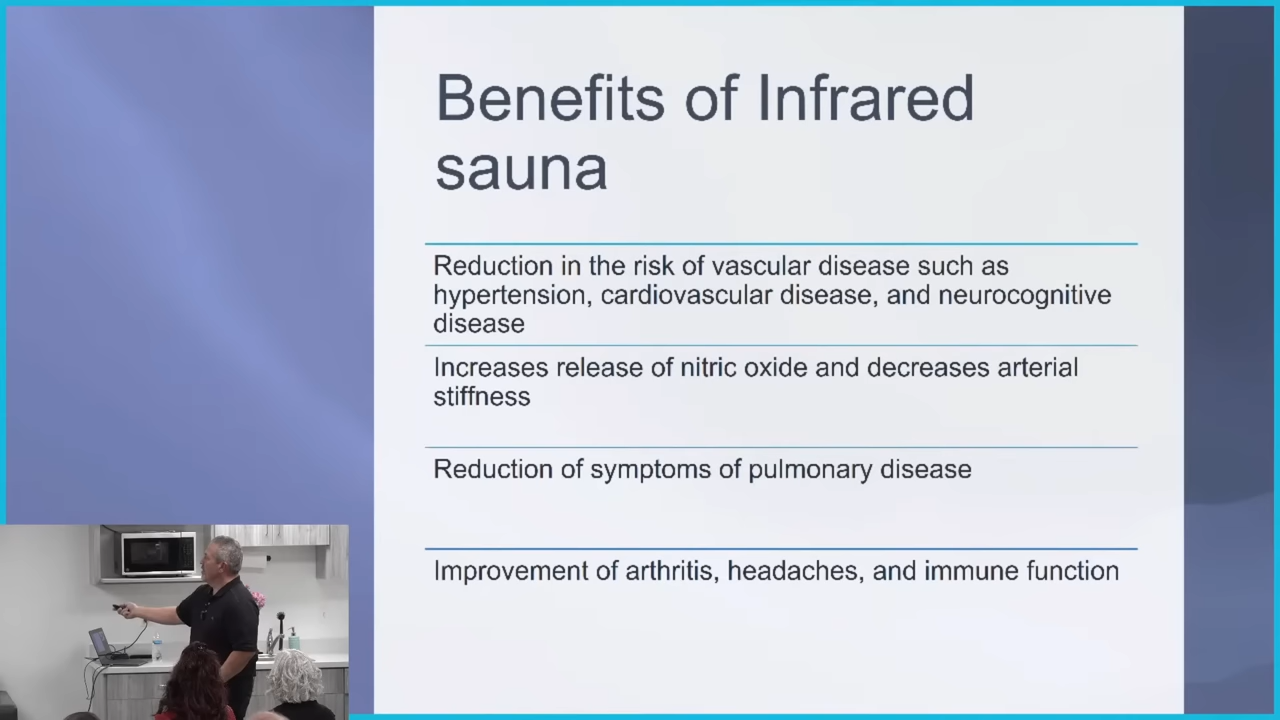 Benefits of Infrared
sauna
Reduction in the risk of vascular disease such as
hypertension, cardiovascular disease, and neurocognitive
disease
Increases release of nitric oxide and decreases arterial
stiffness
Reduction of symptoms of pulmonary disease
Improvement of arthritis, headaches, and immune function